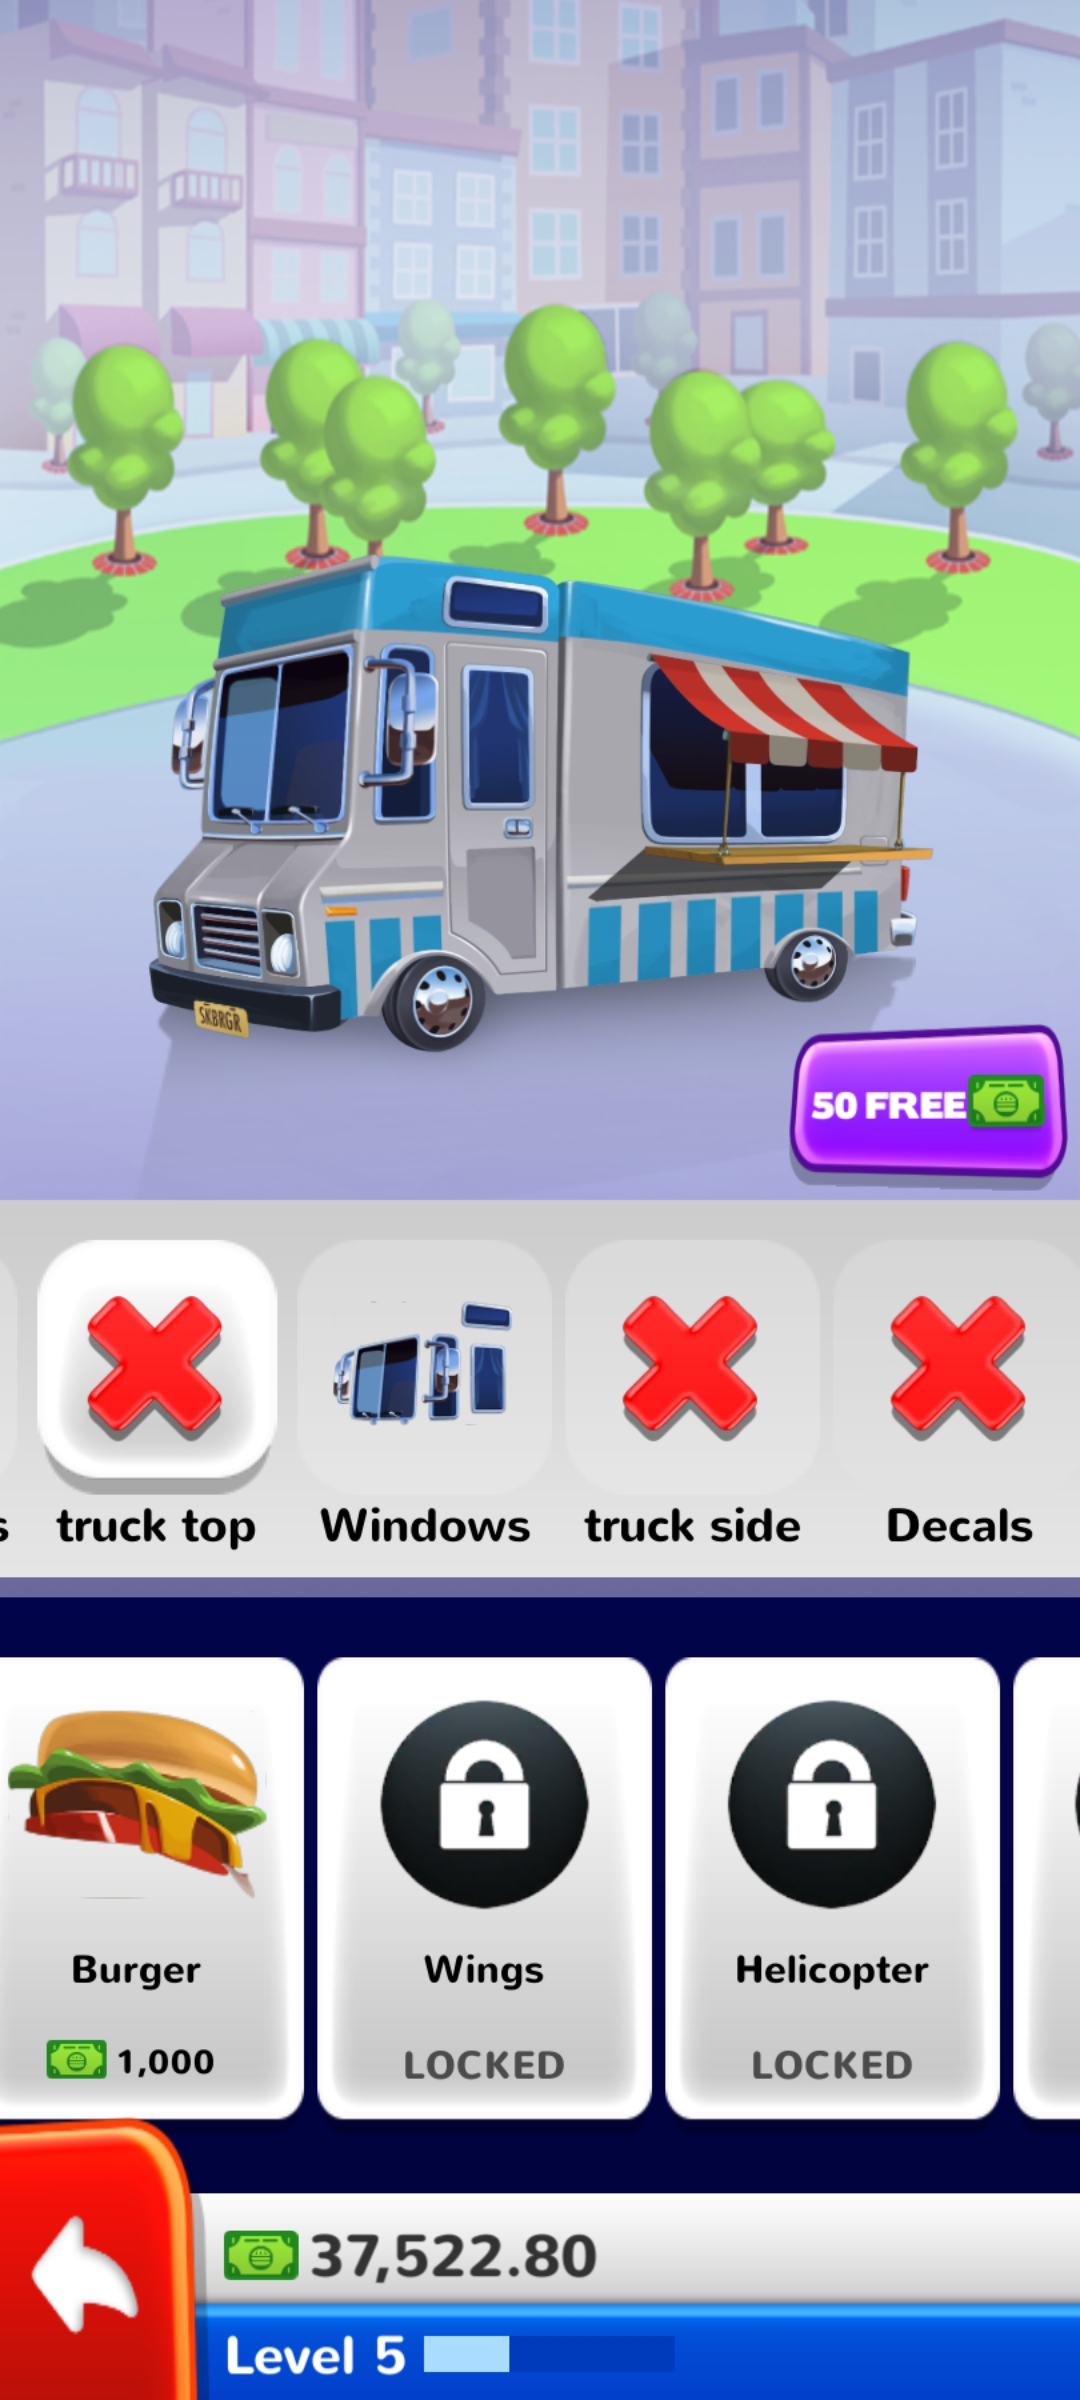 SKBRGR
50 FREE
s
truck top
Windows
truck side
Decals
Burger
Wings
Helicopter
1,000
LOCKED
LOCKED
37,522.80
Level 5